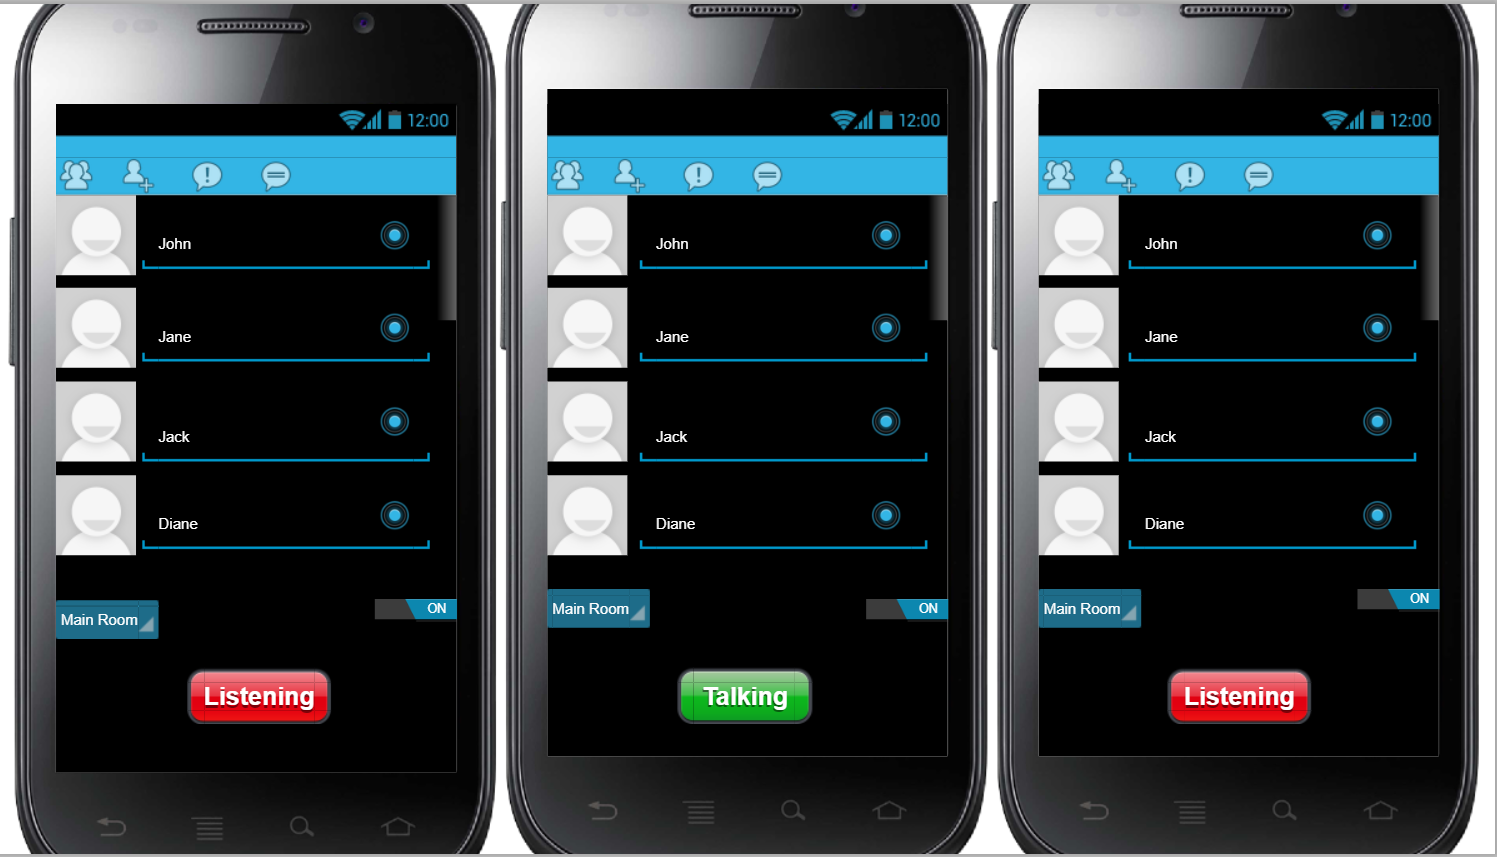 12:00
John
Jane
Jack
Diane
Main Room
ON
Listening
12:00
John
Jane
Jack
Diane
Main Room
ON
Talking
12:00
John
Jane
Jack
Diane
Main Room
ON
Listening